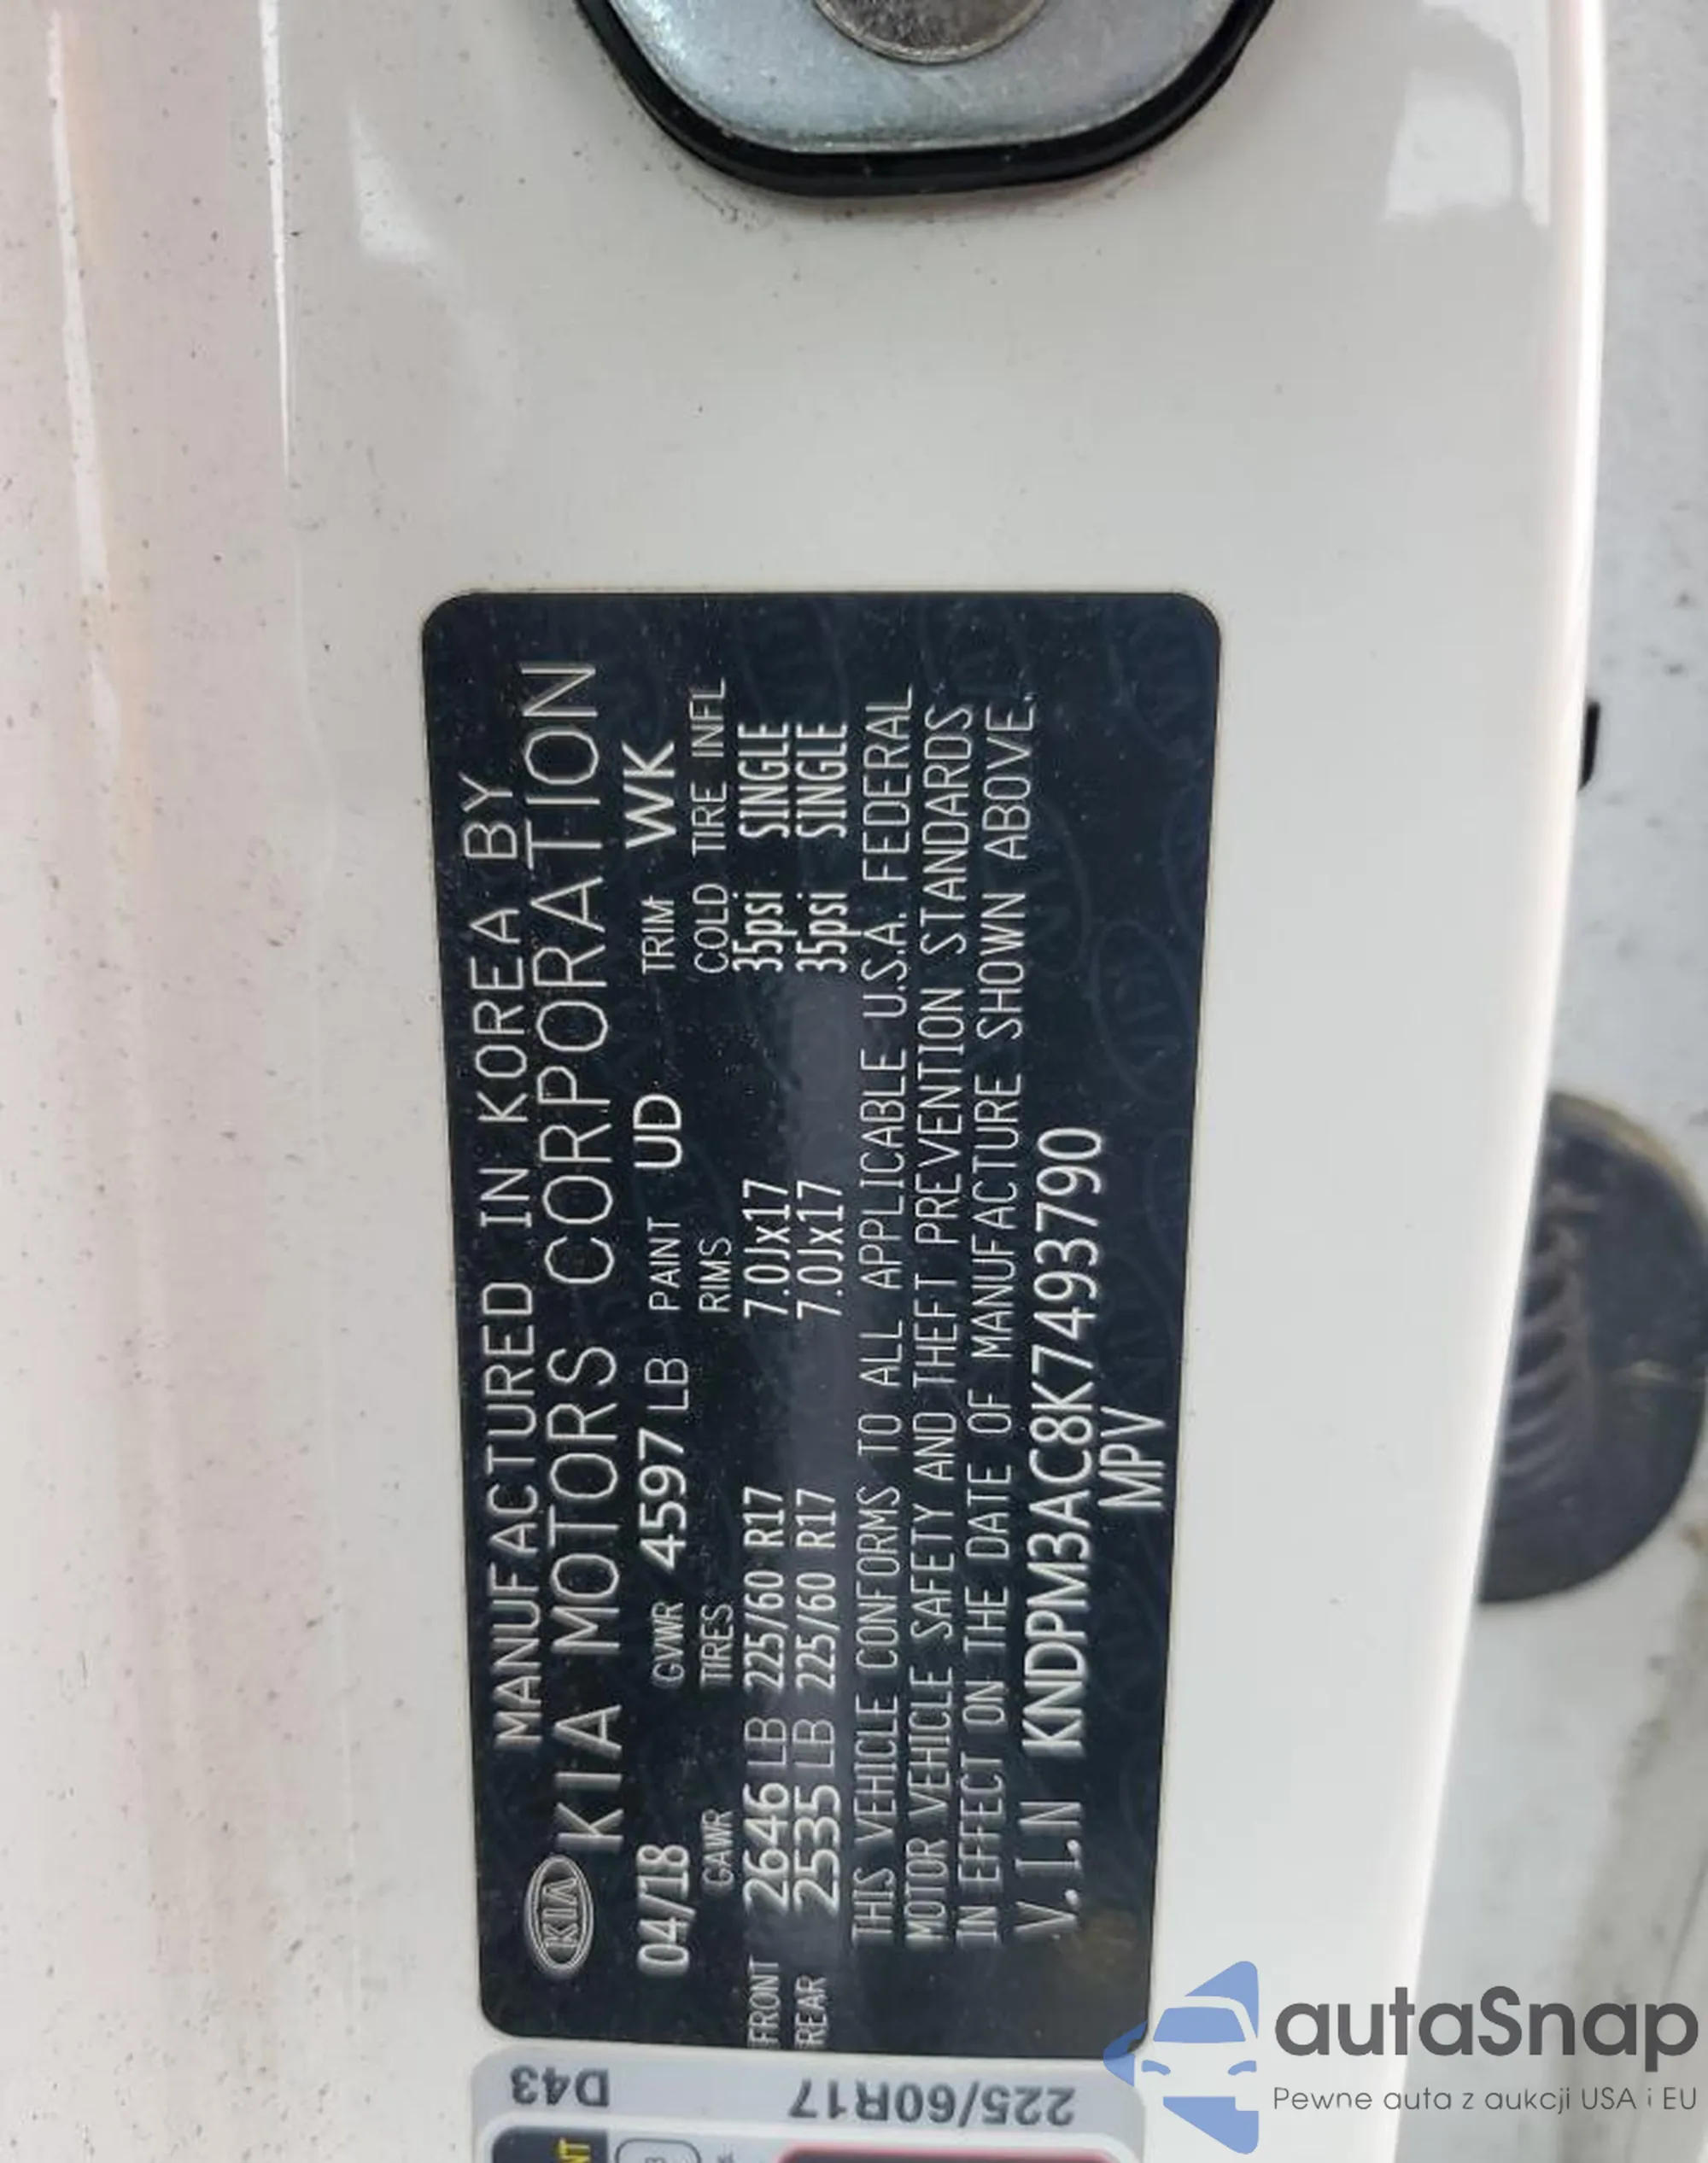 MANUFACTURED IN KOREA BY
KIA KIA MOTORS CORPORATION
04/18 GVWR 4597 LB PAINT UD TRIM WK
GAWR TIRES RIMS COLD TIRE INFL
FRONT 2646 LB 225/60 R17 7.0Jx17 35psi SINGLE
REAR 2535 LB 225/60 R17 7.0Jx17 35psi SINGLE
THIS VEHICLE CONFORMS TO ALL APPLICABLE U.S.A. FEDERAL
MOTOR VEHICLE SAFETY AND THEFT PREVENTION STANDARDS
IN EFFECT ON THE DATE OF MANUFACTURE SHOWN ABOVE.
V.I.N KNDPM3AC8K7493790
MPV
D43
225/60R17
autaSnap
Pewne auta z aukcji USA i EU